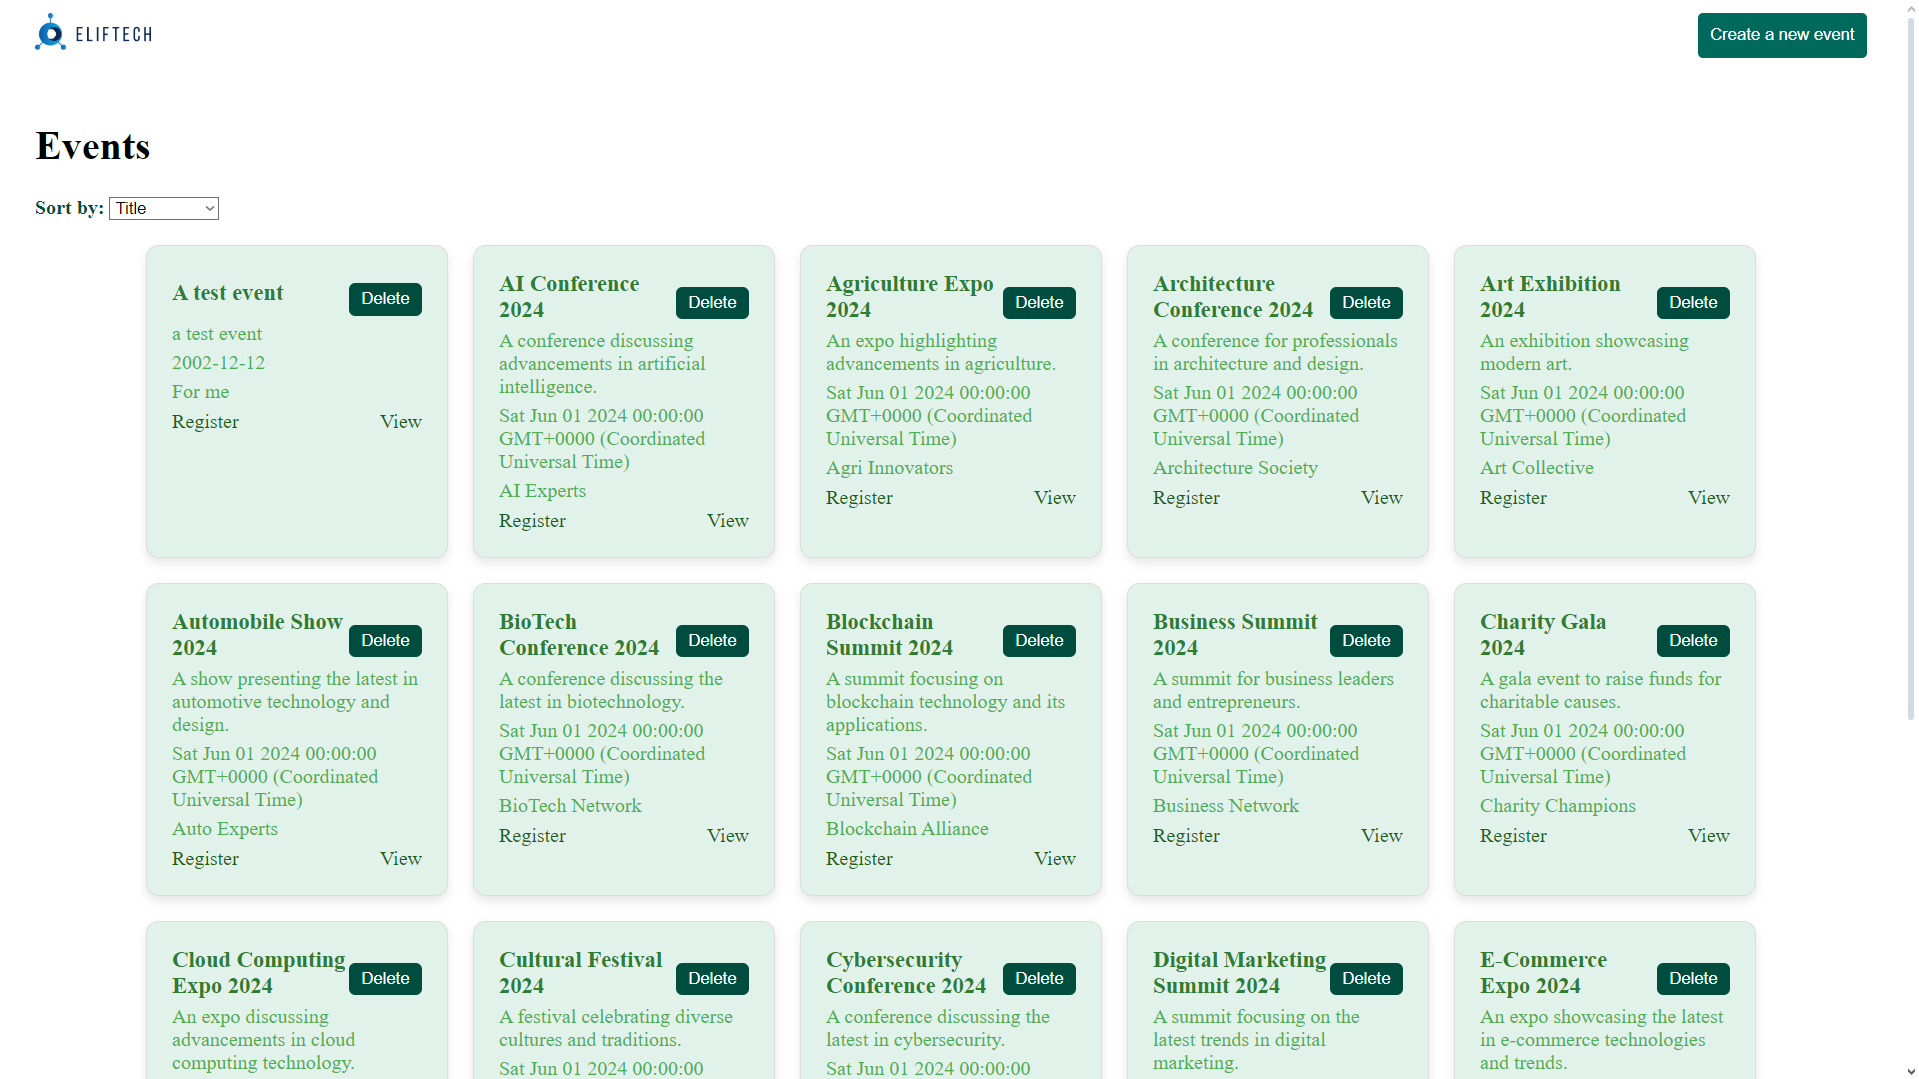 ELIFTECH
Create a new event
Events
Sort by: Title
A test event
Delete
a test event
2002-12-12
For me
Register View
AI Conference
2024
Delete
A conference discussing
advancements in artificial
intelligence.
Sat Jun 01 2024 00:00:00
GMT+0000 (Coordinated
Universal Time)
AI Experts
Register View
Agriculture Expo
2024
Delete
An expo highlighting
advancements in agriculture.
Sat Jun 01 2024 00:00:00
GMT+0000 (Coordinated
Universal Time)
Agri Innovators
Register View
Architecture
Conference 2024
Delete
A conference for professionals
in architecture and design.
Sat Jun 01 2024 00:00:00
GMT+0000 (Coordinated
Universal Time)
Architecture Society
Register View
Art Exhibition
2024
Delete
An exhibition showcasing
modern art.
Sat Jun 01 2024 00:00:00
GMT+0000 (Coordinated
Universal Time)
Art Collective
Register View
Automobile Show
2024
Delete
A show presenting the latest in
automotive technology and
design.
Sat Jun 01 2024 00:00:00
GMT+0000 (Coordinated
Universal Time)
Auto Experts
Register View
BioTech
Conference 2024
Delete
A conference discussing the
latest in biotechnology.
Sat Jun 01 2024 00:00:00
GMT+0000 (Coordinated
Universal Time)
BioTech Network
Register View
Blockchain
Summit 2024
Delete
A summit focusing on
blockchain technology and its
applications.
Sat Jun 01 2024 00:00:00
GMT+0000 (Coordinated
Universal Time)
Blockchain Alliance
Register View
Business Summit
2024
Delete
A summit for business leaders
and entrepreneurs.
Sat Jun 01 2024 00:00:00
GMT+0000 (Coordinated
Universal Time)
Business Network
Register View
Charity Gala
2024
Delete
A gala event to raise funds for
charitable causes.
Sat Jun 01 2024 00:00:00
GMT+0000 (Coordinated
Universal Time)
Charity Champions
Register View
Cloud Computing
Expo 2024
Delete
An expo discussing
advancements in cloud
computing technology.
Cultural Festival
2024
Delete
A festival celebrating diverse
cultures and traditions.
Sat Jun 01 2024 00:00:00
Cybersecurity
Conference 2024
Delete
A conference discussing the
latest in cybersecurity.
Sat Jun 01 2024 00:00:00
Digital Marketing
Summit 2024
Delete
A summit focusing on the
latest trends in digital
marketing.
E-Commerce
Expo 2024
Delete
An expo showcasing the latest
in e-commerce technologies
and trends.